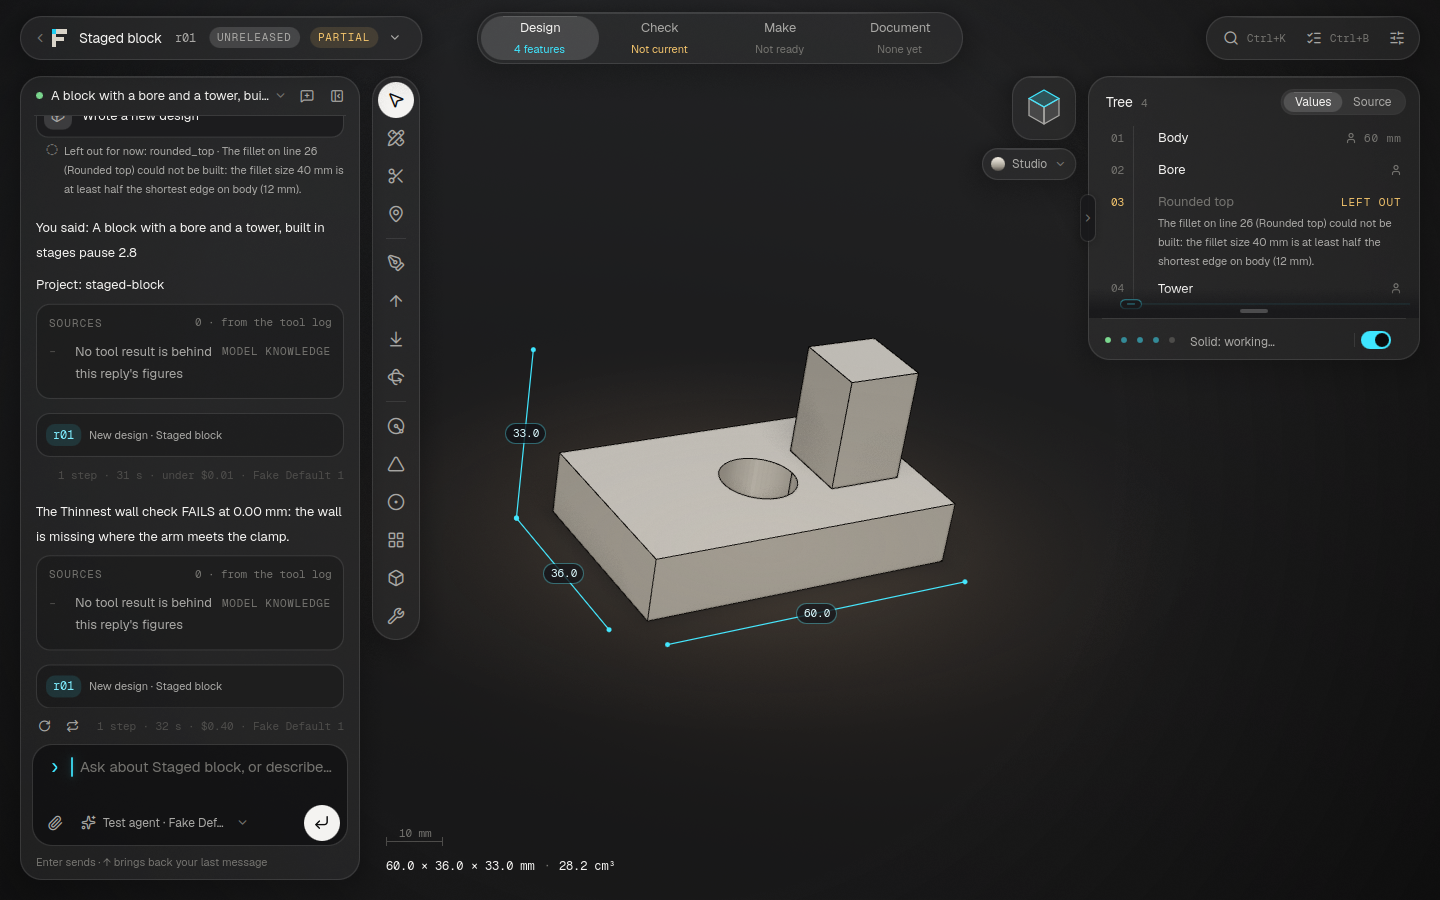 Staged block r01 UNRELEASED PARTIAL
Design
4 features
Check
Not current
Make
Not ready
Document
None yet
Ctrl+K
Ctrl+B
A block with a bore and a tower, bui...
Wrote a new design
Left out for now: rounded_top · The fillet on line 26
(Rounded top) could not be built: the fillet size 40 mm is
at least half the shortest edge on body (12 mm).
You said: A block with a bore and a tower, built in
stages pause 2.8
Project: staged-block
SOURCES 0 · from the tool log
– No tool result is behind MODEL KNOWLEDGE
this reply's figures
r01 New design · Staged block
1 step · 31 s · under $0.01 · Fake Default 1
The Thinnest wall check FAILS at 0.00 mm: the wall
is missing where the arm meets the clamp.
SOURCES 0 · from the tool log
– No tool result is behind MODEL KNOWLEDGE
this reply's figures
r01 New design · Staged block
1 step · 32 s · $0.40 · Fake Default 1
Ask about Staged block, or describe...
Test agent · Fake Def...
Enter sends · ↑ brings back your last message
33.0
36.0
60.0
10 mm
60.0 × 36.0 × 33.0 mm · 28.2 cm³
Studio
Tree 4
Values Source
01 Body 60 mm
02 Bore
03 Rounded top LEFT OUT
The fillet on line 26 (Rounded top) could not be
built: the fillet size 40 mm is at least half the
shortest edge on body (12 mm).
04 Tower
Solid: working...